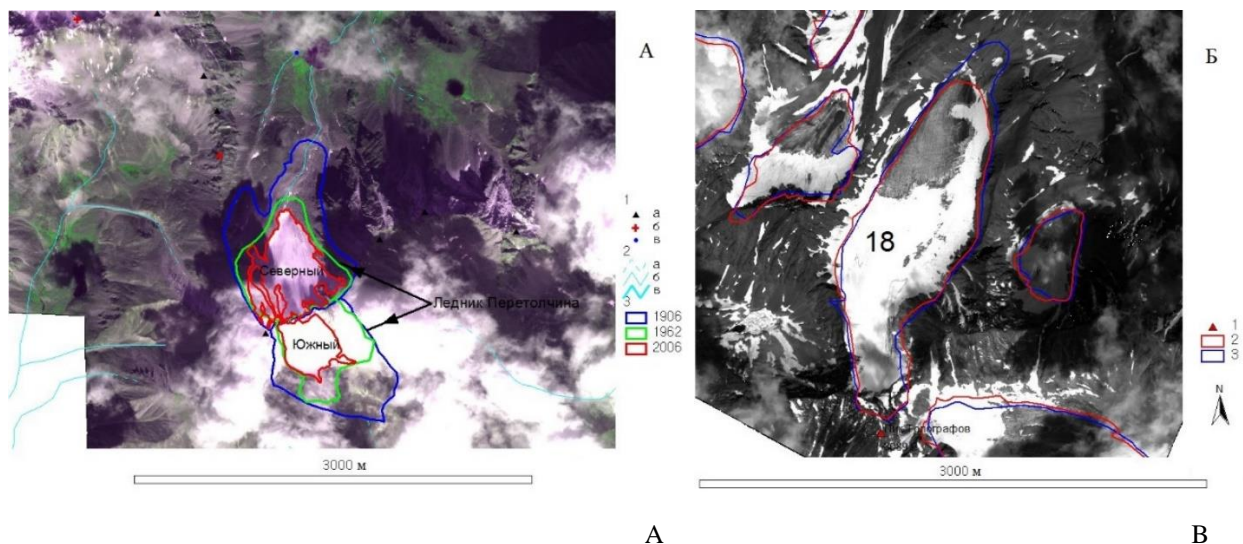 А
Северный
Ледник Перетолчина
Южный
1
а
б
в
2
а
б
в
3
1906
1962
2006
3000 м
Б
18
1
2
3
N
3000 м
А
В